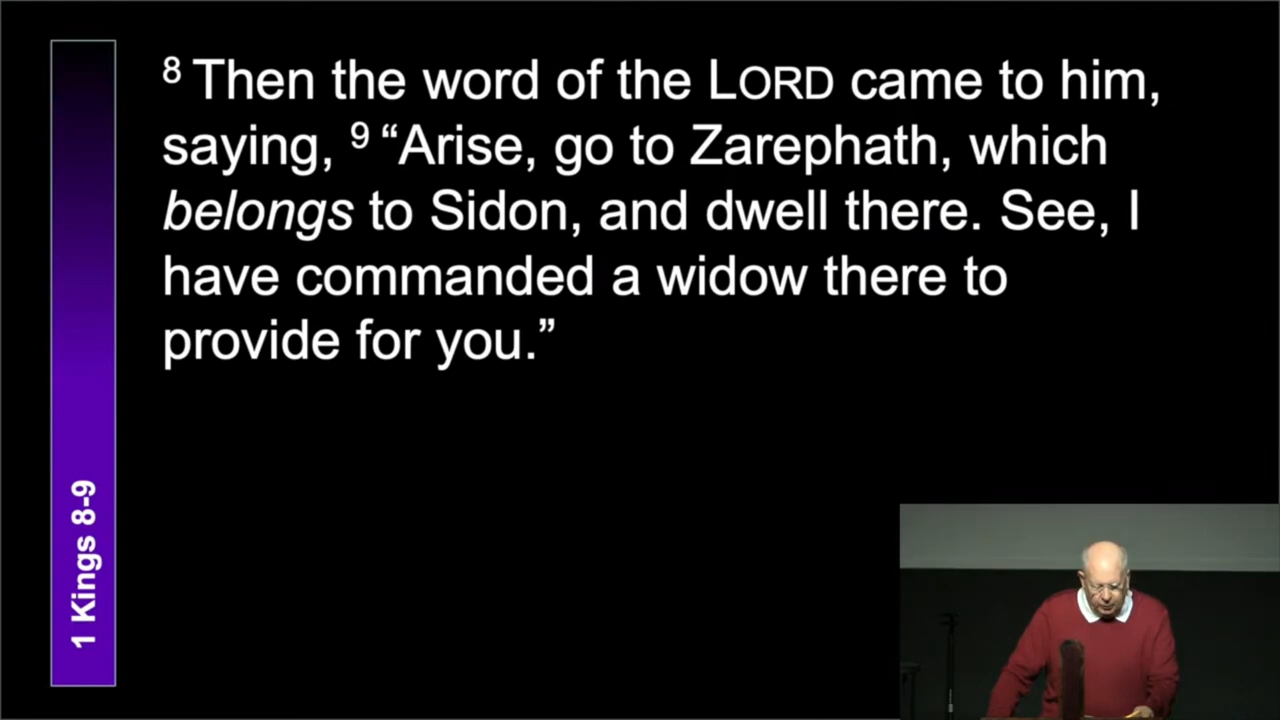 8 Then the word of the LORD came to him,
saying, 9 “Arise, go to Zarephath, which
belongs to Sidon, and dwell there. See, I
have commanded a widow there to
provide for you.”
1 Kings 8-9